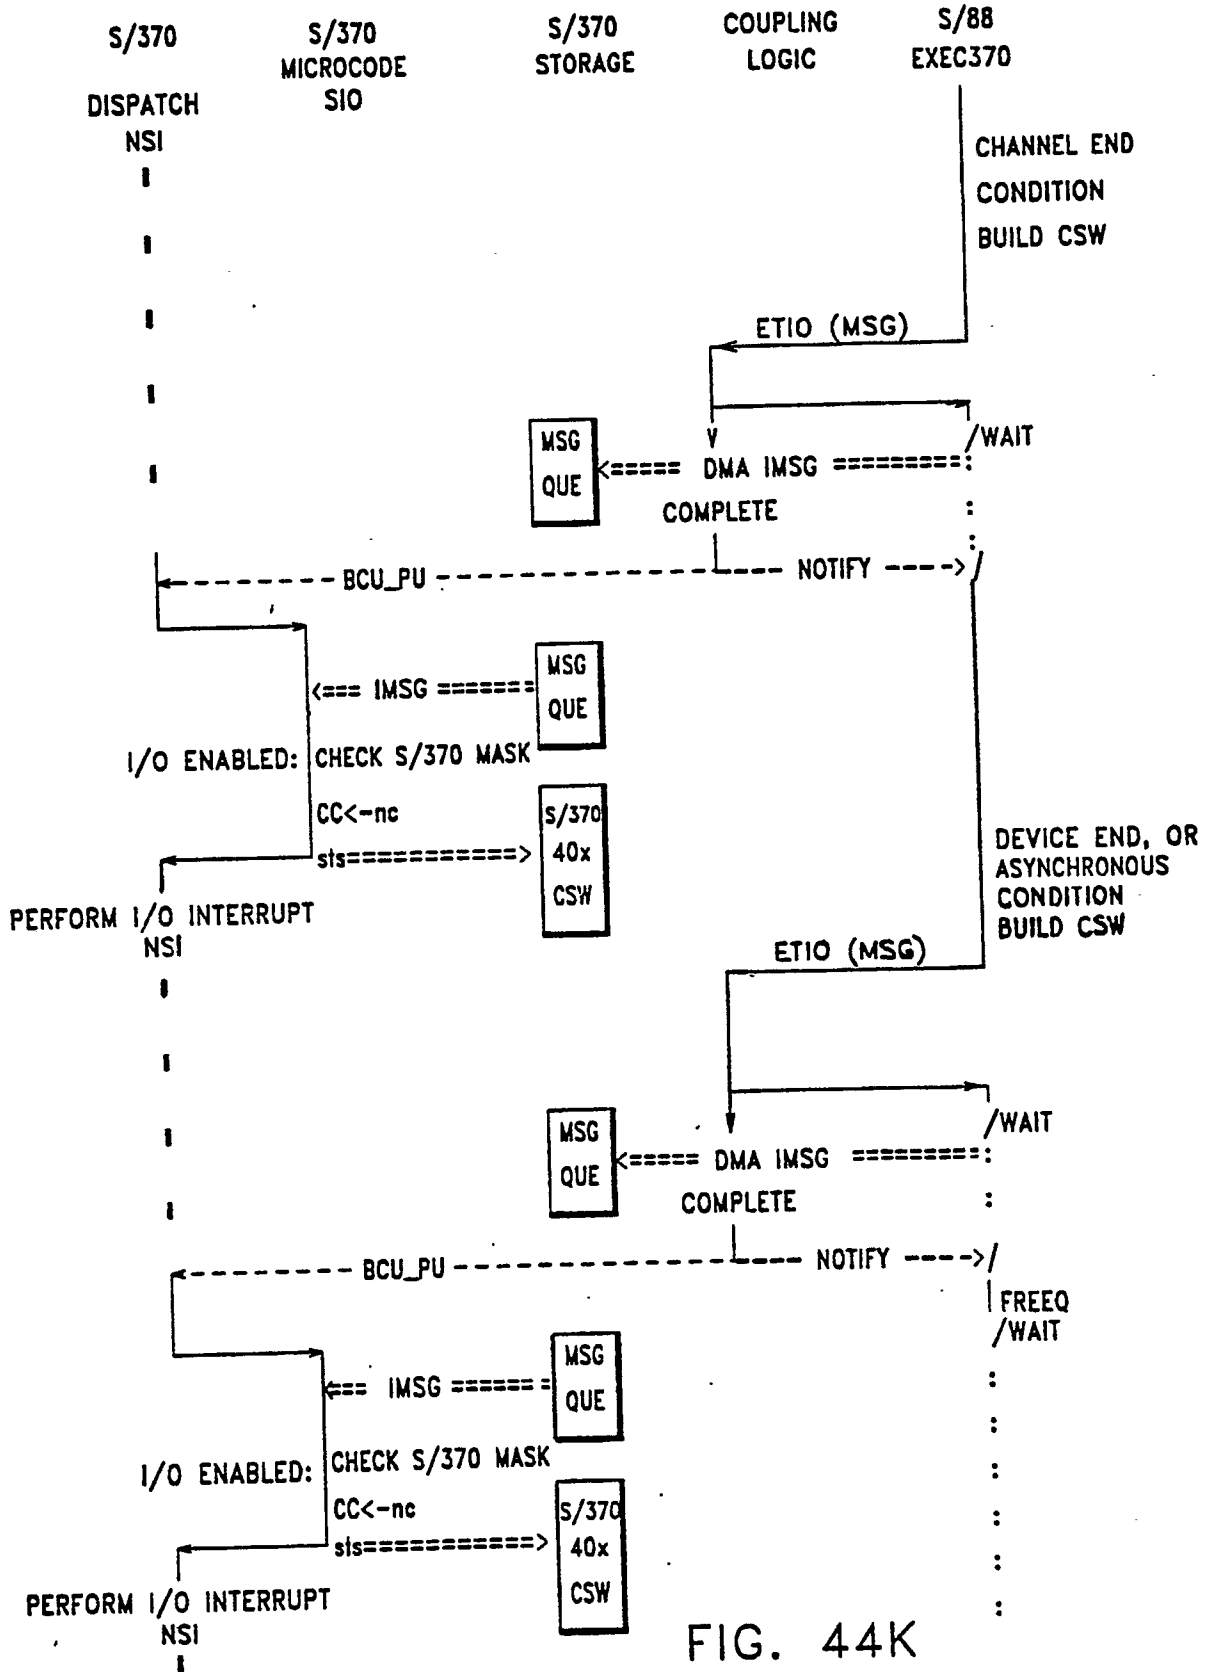 S/370
S/370
MICROCODE
SIO
S/370
STORAGE
COUPLING
LOGIC
S/88
EXEC370
DISPATCH
NSI
CHANNEL END
CONDITION
BUILD CSW
ETIO (MSG)
/WAIT
MSG
QUE
<===== DMA IMSG =========:
COMPLETE
<------- BCU_PU --------------- NOTIFY ---->/
MSG
QUE
<=== IMSG =======
I/O ENABLED: CHECK S/370 MASK
CC<-nc
sts===========>
S/370
40x
CSW
PERFORM I/O INTERRUPT
NSI
DEVICE END, OR
ASYNCHRONOUS
CONDITION
BUILD CSW
ETIO (MSG)
/WAIT
MSG
QUE
<===== DMA IMSG =========:
COMPLETE
<------- BCU_PU --------------- NOTIFY ---->/
FREEQ
/WAIT
MSG
QUE
<=== IMSG =======
I/O ENABLED: CHECK S/370 MASK
CC<-nc
sts===========>
S/370
40x
CSW
PERFORM I/O INTERRUPT
NSI
FIG. 44K